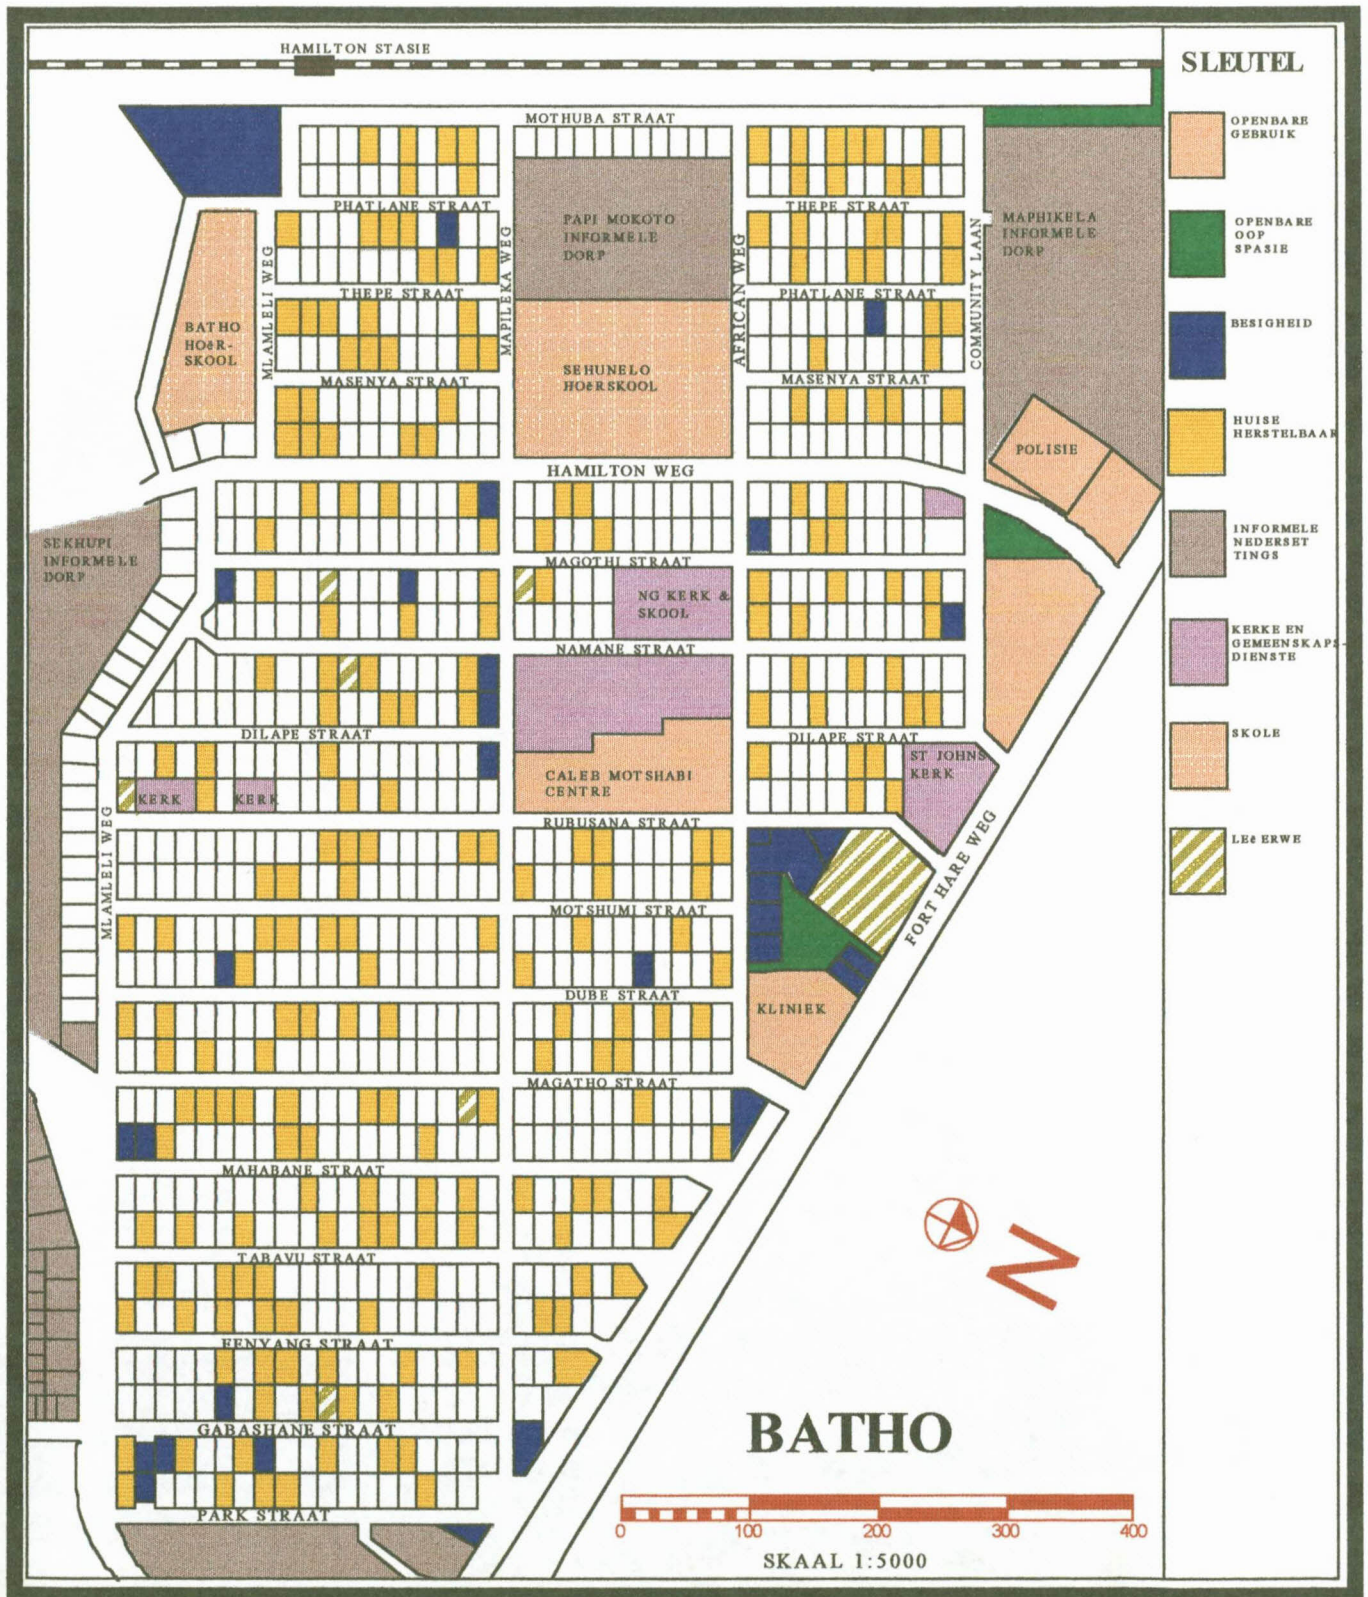 HAMILTON STASIE
MOTHUBA STRAAT
PHATLANE STRAAT
THEPE STRAAT
PAPI MOKOTO
INFORMELE
DORP
MAPHIKELA
INFORMELE
DORP
MLAMLELI WEG
MAPILEKA WEG
AFRICAN WEG
COMMUNITY LAAN
THEPE STRAAT
PHATLANE STRAAT
BATHO
HOëR-
SKOOL
SEHUNELO
HOëRSKOOL
MASENYA STRAAT
MASENYA STRAAT
POLISIE
HAMILTON WEG
SEKHUPI
INFORMELE
DORP
MAGOTHI STRAAT
NG KERK &
SKOOL
NAMANE STRAAT
DILAPE STRAAT
DILAPE STRAAT
ST JOHNS
KERK
CALEB MOTSHABI
CENTRE
KERK
KERK
MLAMLELI WEG
RUBUSANA STRAAT
FORT HARE WEG
MOTSHUMI STRAAT
DUBE STRAAT
KLINIEK
MAGATHO STRAAT
MAHABANE STRAAT
TABAVU STRAAT
FENYANG STRAAT
GABASHANE STRAAT
PARK STRAAT
N
BATHO
0 100 200 300 400
SKAAL 1:5000
SLEUTEL
OPENBARE
GEBRUIK
OPENBARE
OOP
SPASIE
BESIGHEID
HUISE
HERSTELBAAR
INFORMELE
NEDERSET
TINGS
KERKE EN
GEMEENSKAPS-
DIENSTE
SKOLE
LEë ERWE